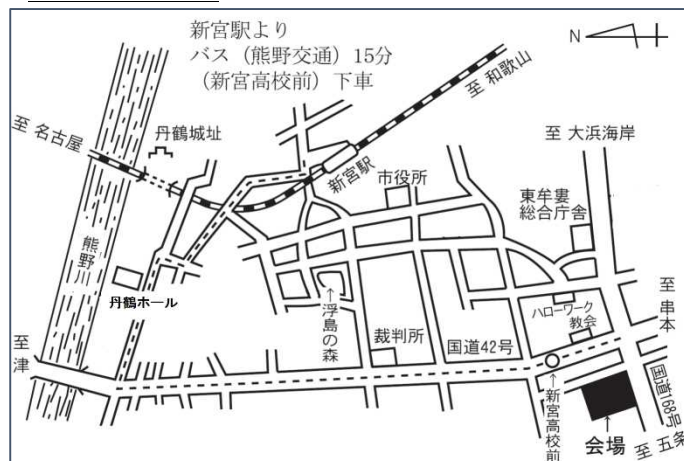 新宮駅より
バス（熊野交通）15分
（新宮高校前）下車
N
至 和歌山
至 名古屋
丹鶴城址
新宮駅
市役所
至 大浜海岸
東牟婁
総合庁舎
熊野川
丹鶴ホール
↑浮島の森
裁判所
国道42号
ハローワーク
教会
至 串本
至 津
↑新宮高校前
↑
会場
国道168号
至 五条